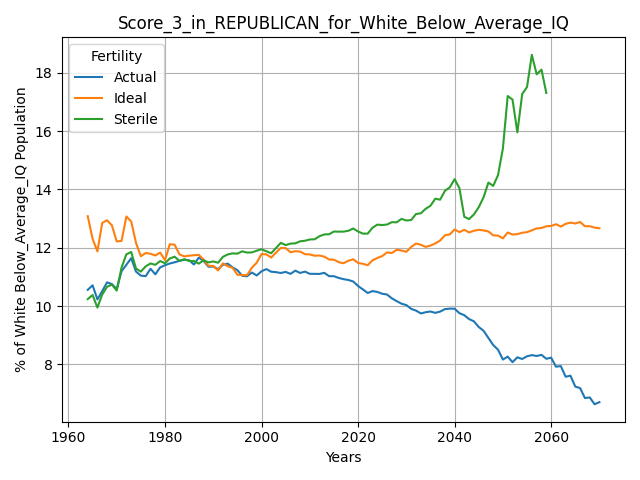 Score_3_in_REPUBLICAN_for_White_Below_Average_IQ
% of White Below_Average_IQ Population
18
16
14
12
10
8
Fertility
Actual
Ideal
Sterile
1960
1980
2000
2020
2040
2060
Years